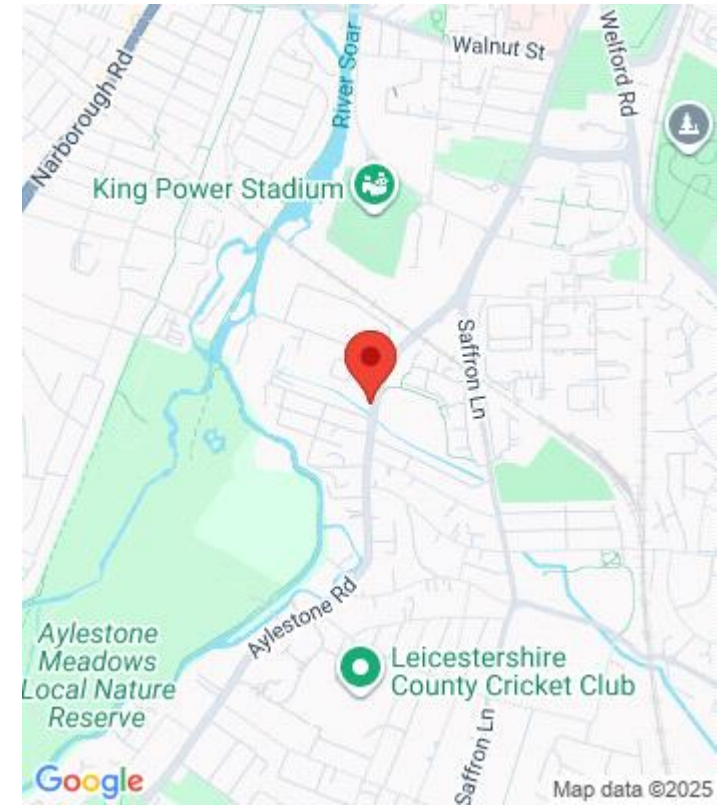 Walnut St
Welford Rd
River Soar
Narborough Rd
King Power Stadium
Saffron Ln
Aylestone Rd
Aylestone
Meadows
Local Nature
Reserve
Leicestershire
County Cricket Club
Saffron Ln
Google
Map data ©2025